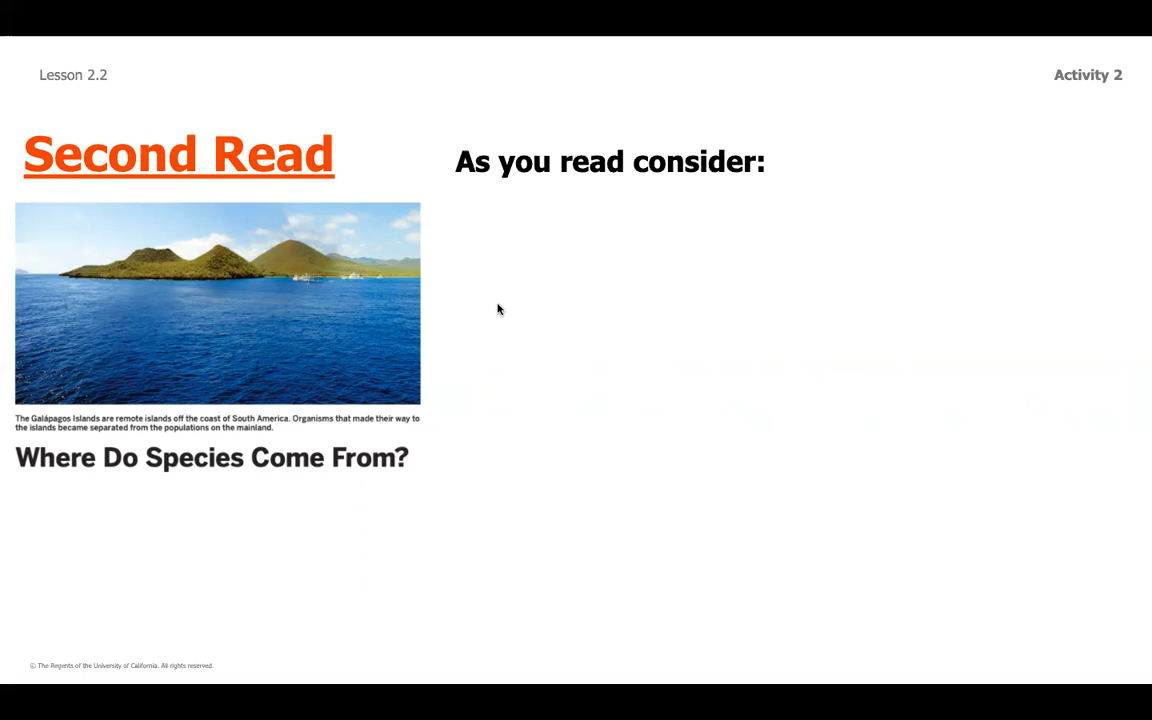 Lesson 2.2
Activity 2
Second Read
As you read consider:
The Galápagos Islands are remote islands off the coast of South America. Organisms that made their way to
the islands became separated from the populations on the mainland.
Where Do Species Come From?
© The Regents of the University of California. All rights reserved.